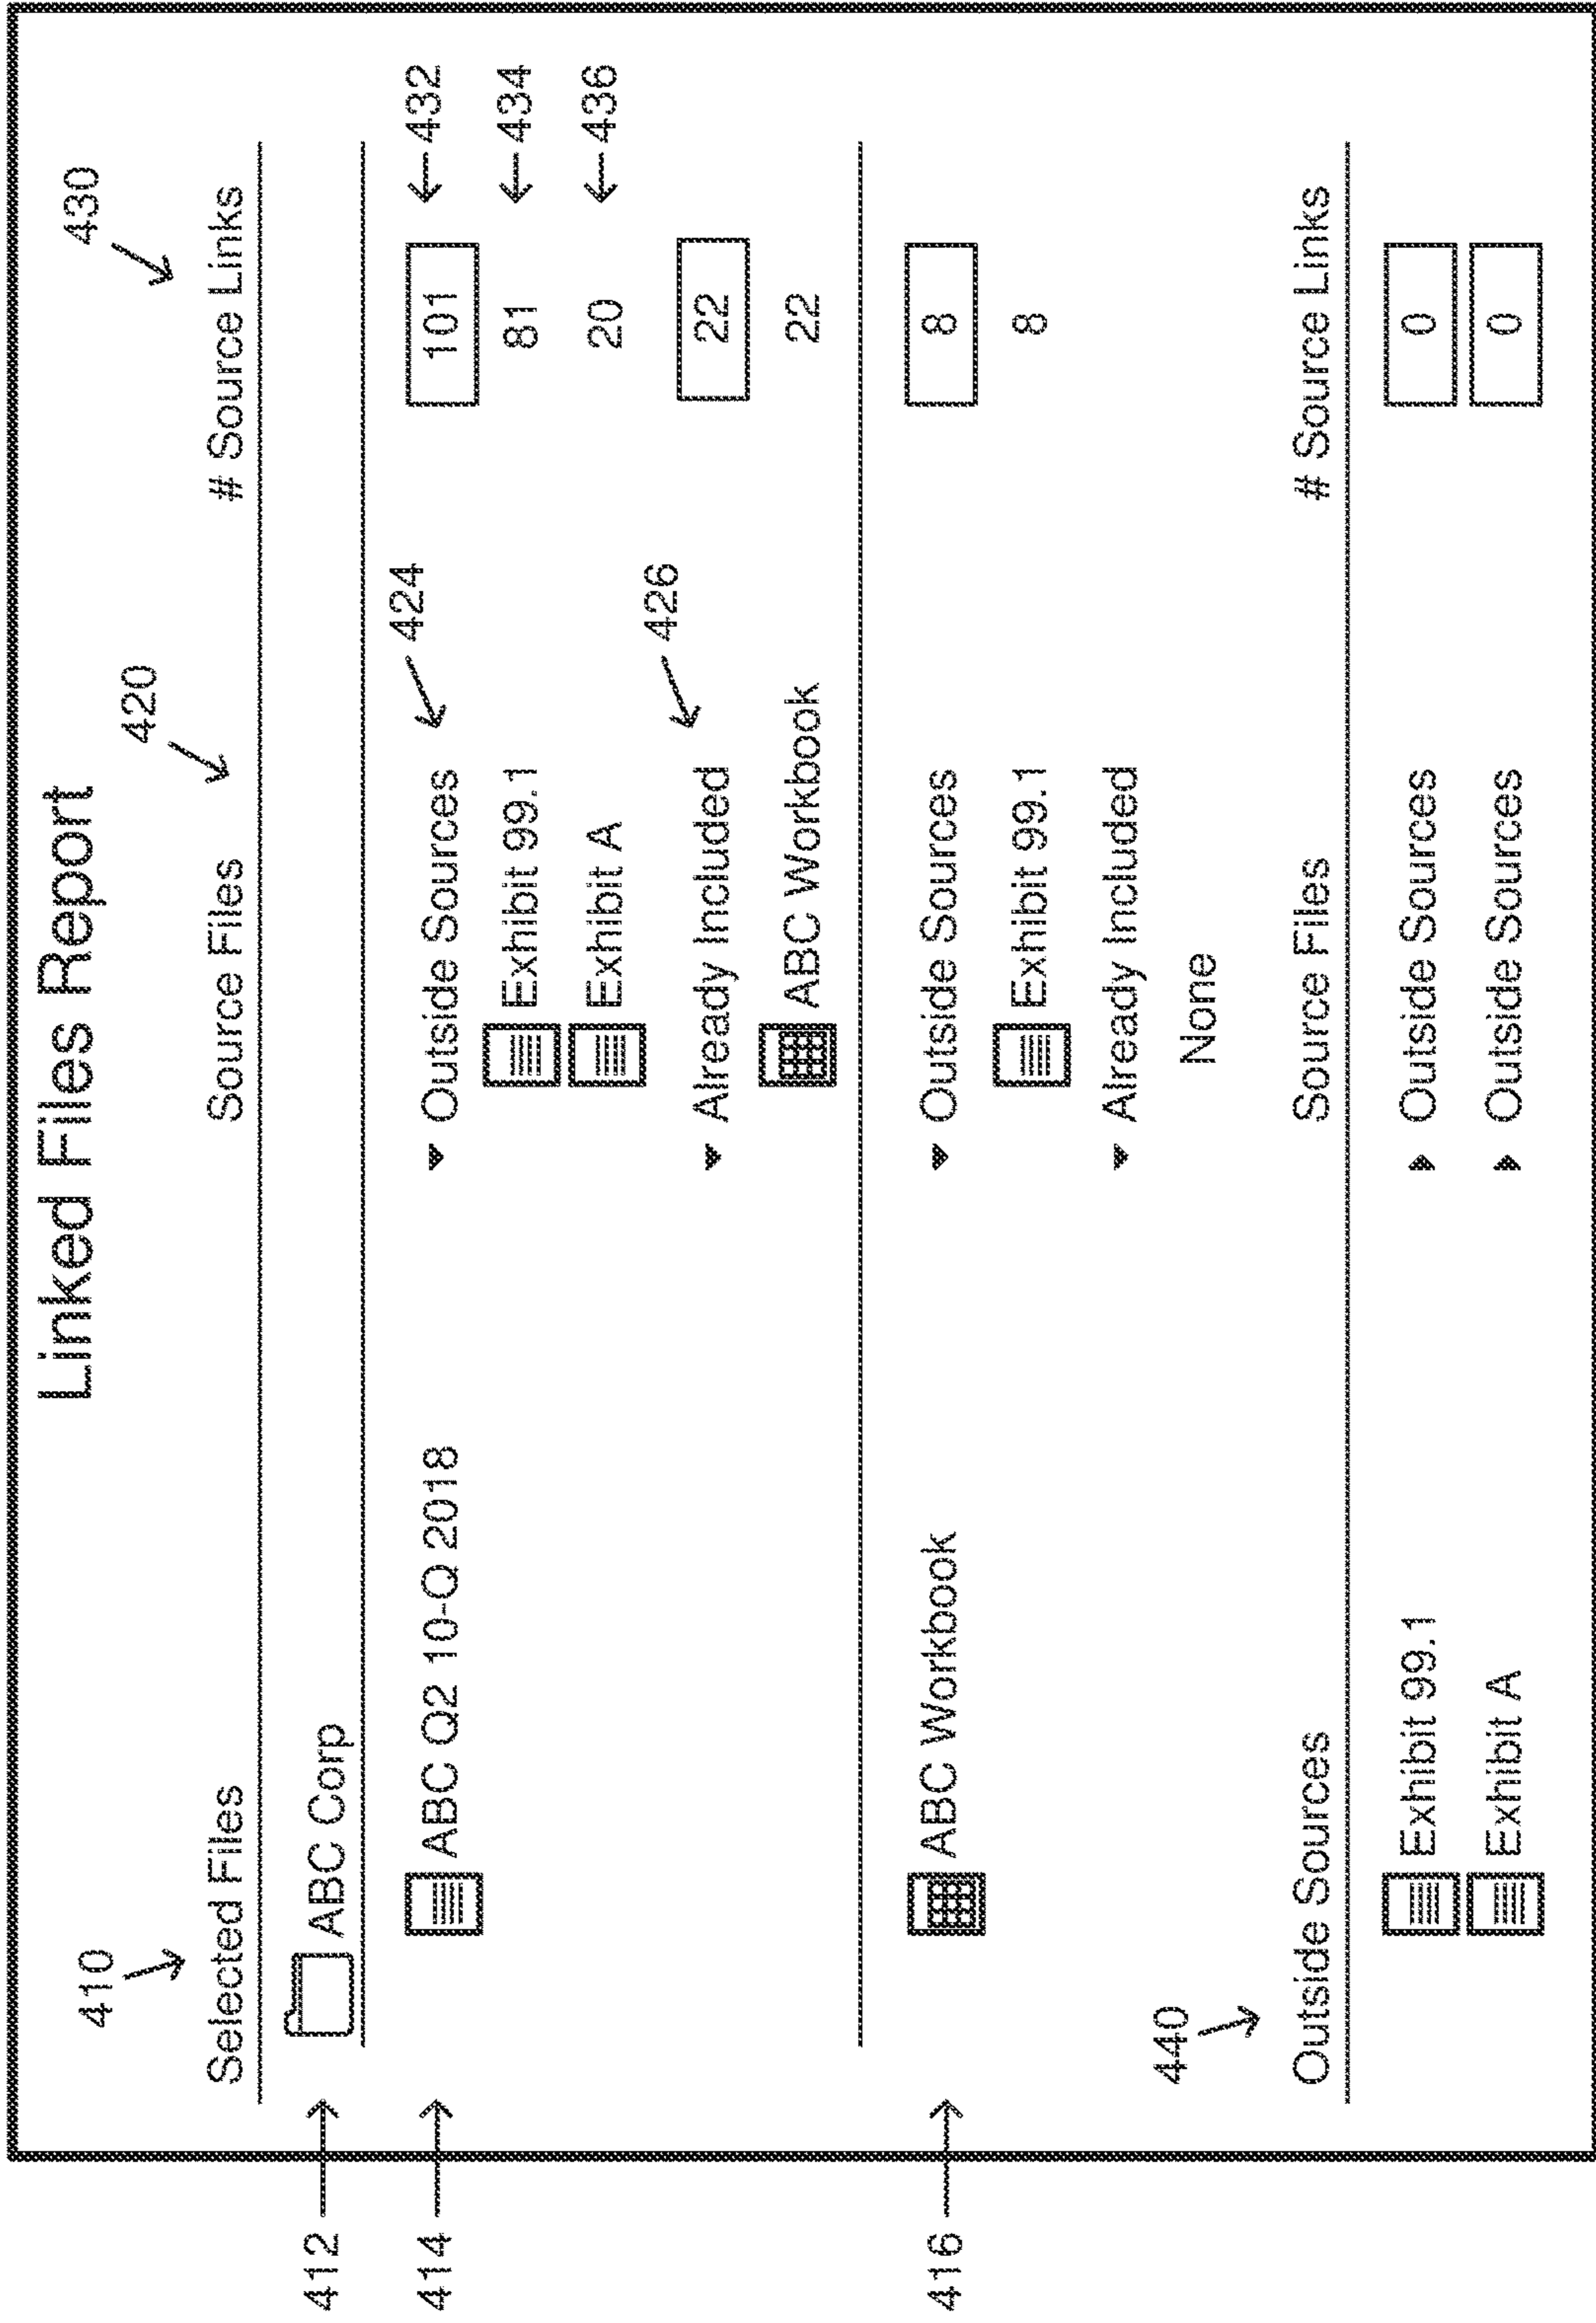 Linked Files Report
410
420
430
Selected Files Source Files # Source Links
412 ABC Corp
414 ABC Q2 10-Q 2018 Outside Sources 424 101 432
Exhibit 99.1 81 434
Exhibit A 20 436
426
Already Included 22
ABC Workbook 22
416 ABC Workbook Outside Sources 8
Exhibit 99.1 8
Already Included
None
440
Outside Sources Source Files # Source Links
Exhibit 99.1 Outside Sources 0
Exhibit A Outside Sources 0